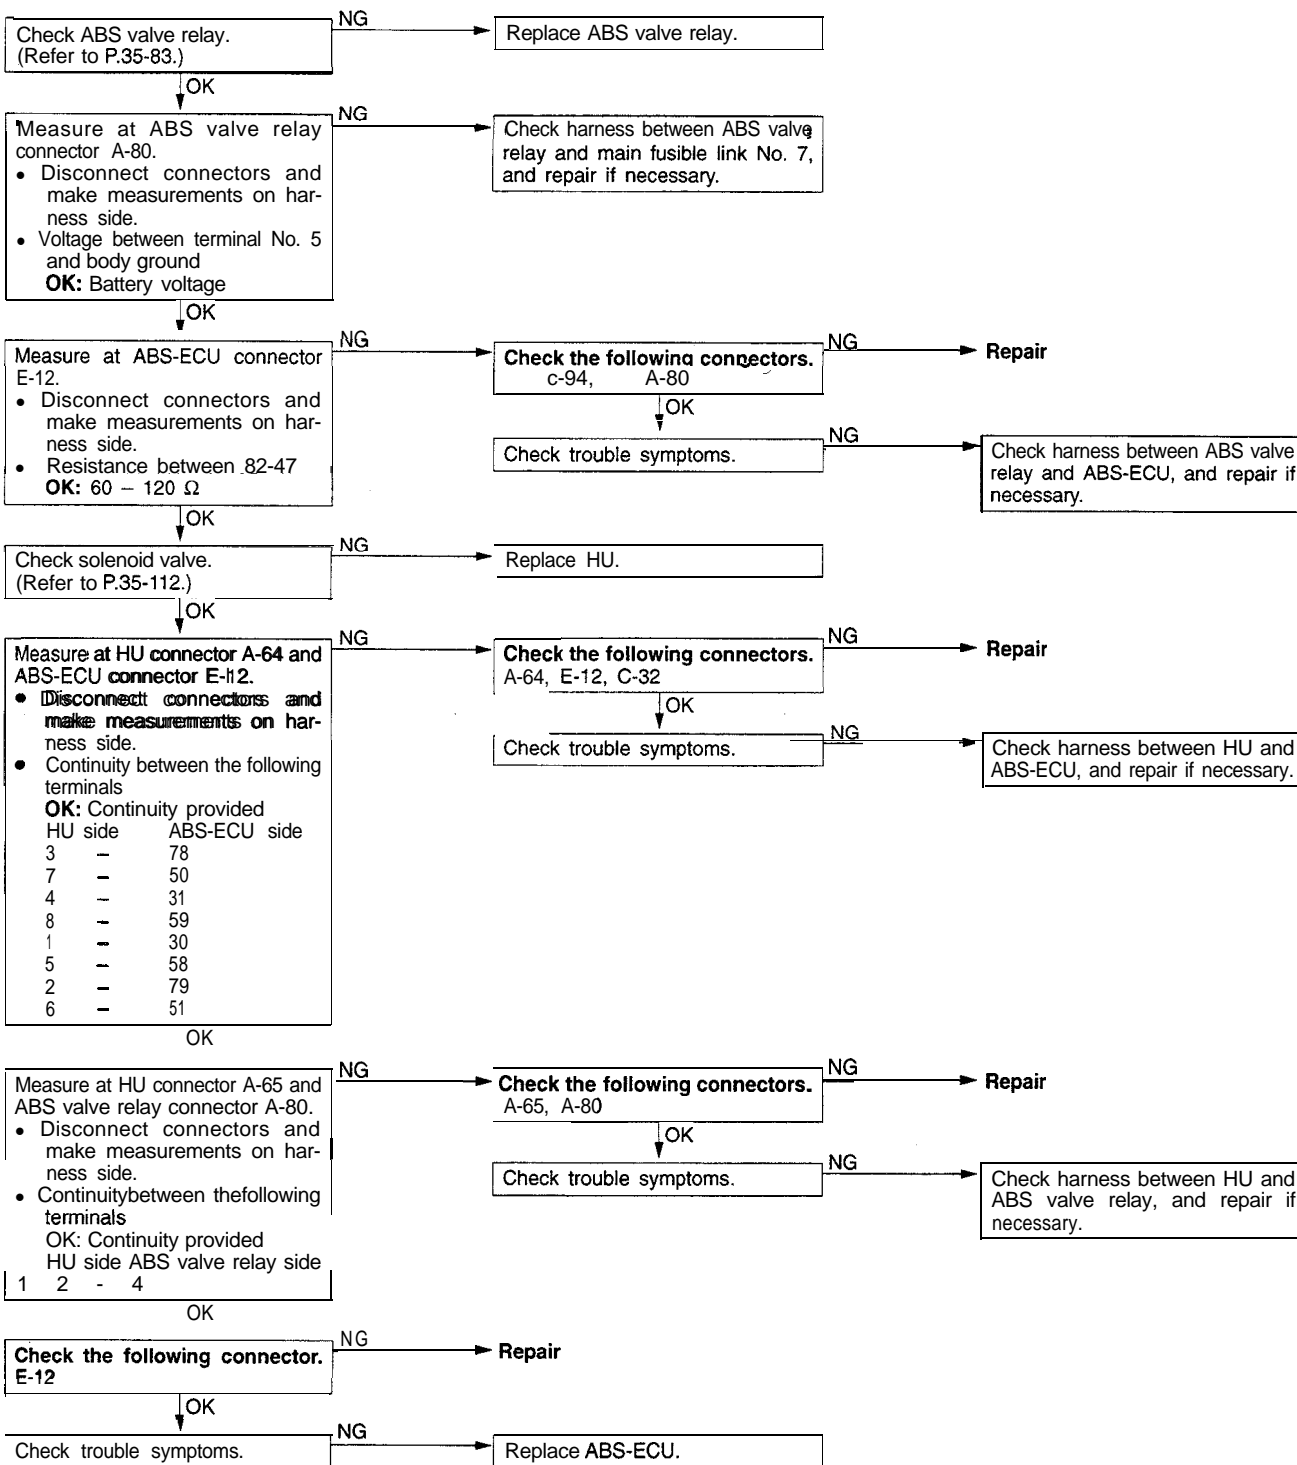 Check ABS valve relay.
(Refer to P.35-83.)
NG
Replace ABS valve relay.
OK
Measure at ABS valve relay
connector A-80.
• Disconnect connectors and
make measurements on har-
ness side.
• Voltage between terminal No. 5
and body ground
OK: Battery voltage
NG
Check harness between ABS valve
relay and main fusible link No. 7,
and repair if necessary.
OK
Measure at ABS-ECU connector
E-12.
• Disconnect connectors and
make measurements on har-
ness side.
• Resistance between 82-47
OK: 60 – 120 Ω
NG
Check the following connectors.
c-94, A-80
NG
Repair
OK
Check trouble symptoms.
NG
Check harness between ABS valve
relay and ABS-ECU, and repair if
necessary.
OK
Check solenoid valve.
(Refer to P.35-112.)
NG
Replace HU.
OK
Measure at HU connector A-64 and
ABS-ECU connector E-12.
• Disconnect connectors and
make measurements on har-
ness side.
• Continuity between the following
terminals
OK: Continuity provided
HU side ABS-ECU side
3 – 78
7 – 50
4 – 31
8 – 59
1 – 30
5 – 58
2 – 79
6 – 51
NG
Check the following connectors.
A-64, E-12, C-32
NG
Repair
OK
Check trouble symptoms.
NG
Check harness between HU and
ABS-ECU, and repair if necessary.
OK
Measure at HU connector A-65 and
ABS valve relay connector A-80.
• Disconnect connectors and
make measurements on har-
ness side.
• Continuitybetween thefollowing
terminals
OK: Continuity provided
HU side ABS valve relay side
1 2 - 4
NG
Check the following connectors.
A-65, A-80
NG
Repair
OK
Check trouble symptoms.
NG
Check harness between HU and
ABS valve relay, and repair if
necessary.
OK
Check the following connector.
E-12
NG
Repair
OK
Check trouble symptoms.
NG
Replace ABS-ECU.